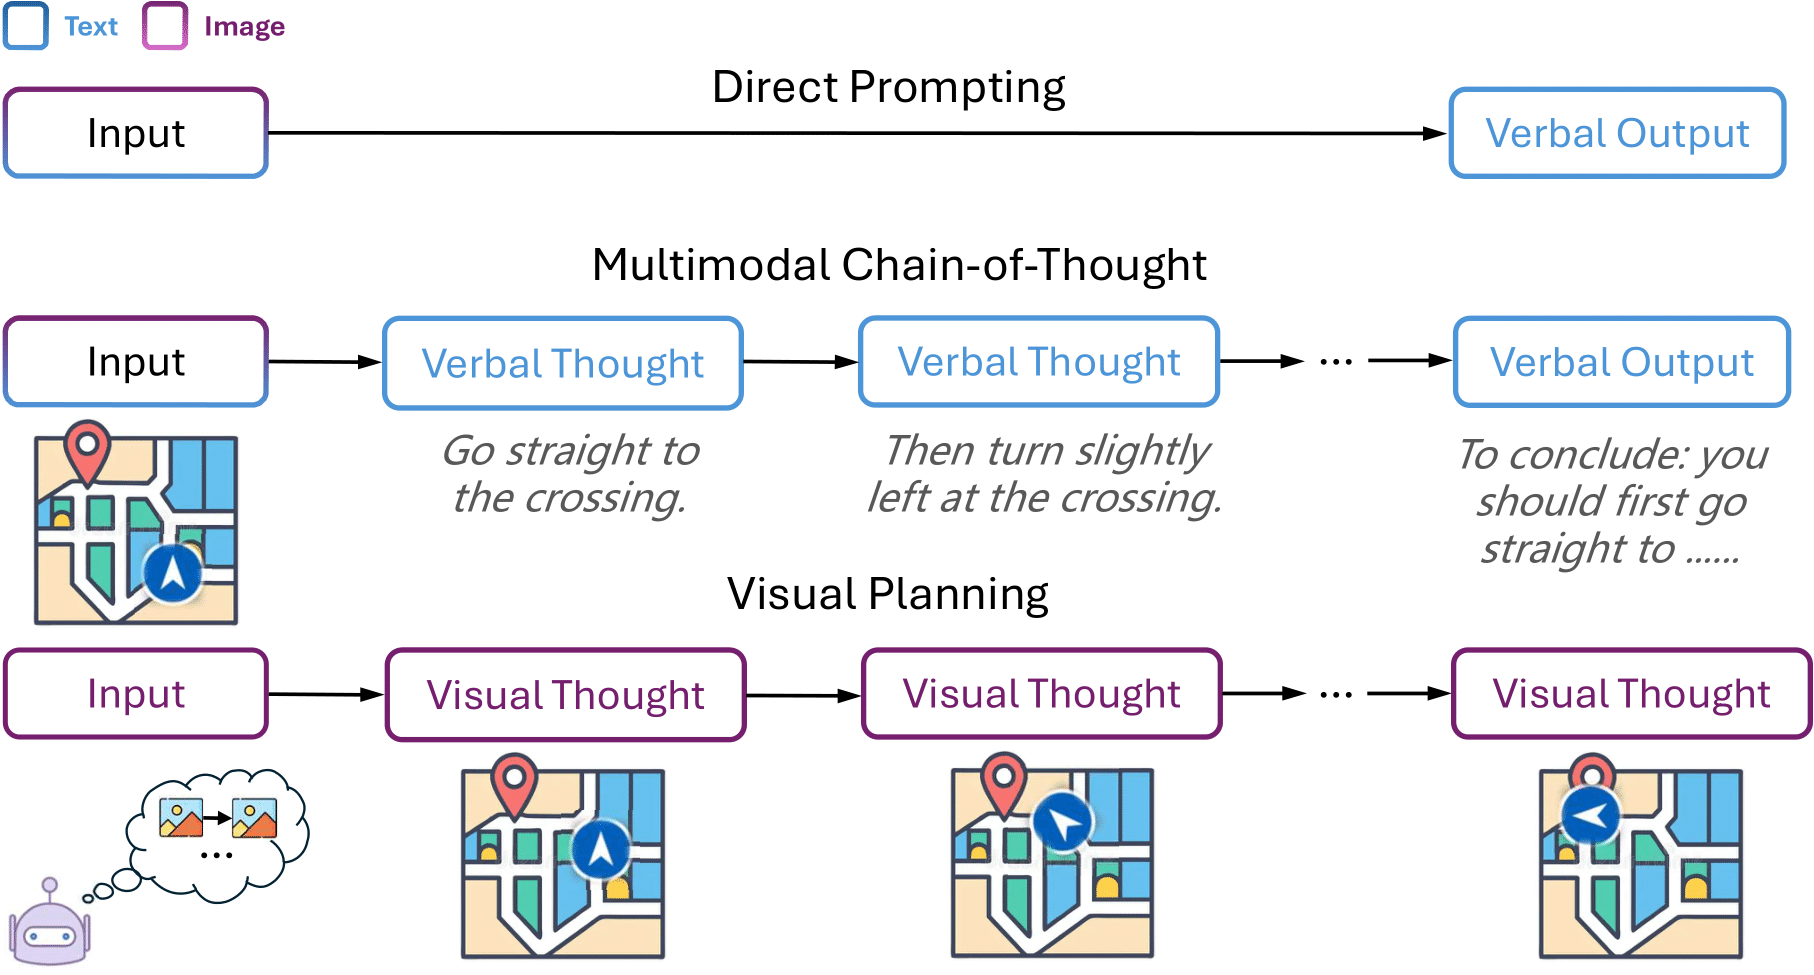 Text Image
Direct Prompting
Input Verbal Output
Multimodal Chain-of-Thought
Input Verbal Thought Verbal Thought ... Verbal Output
Go straight to
the crossing.
Then turn slightly
left at the crossing.
To conclude: you
should first go
straight to ......
Visual Planning
Input Visual Thought Visual Thought ... Visual Thought
...